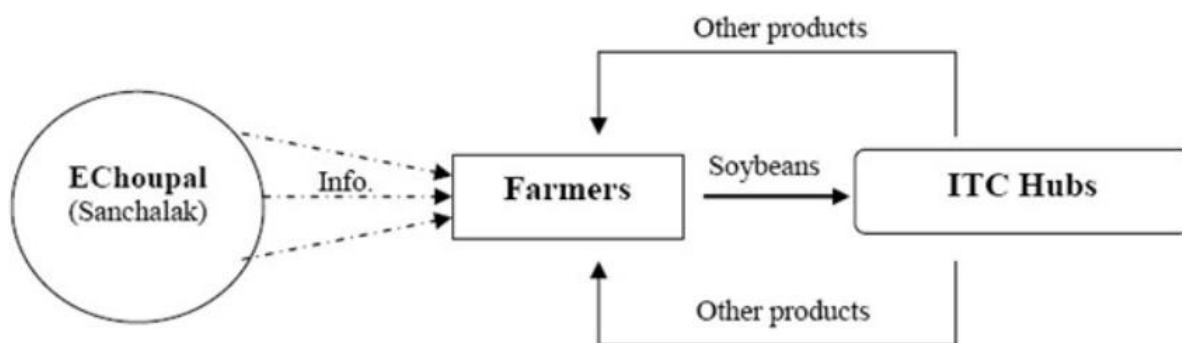 Other products
EChoupal
(Sanchalak)
Info.
Farmers
Soybeans
ITC Hubs
Other products